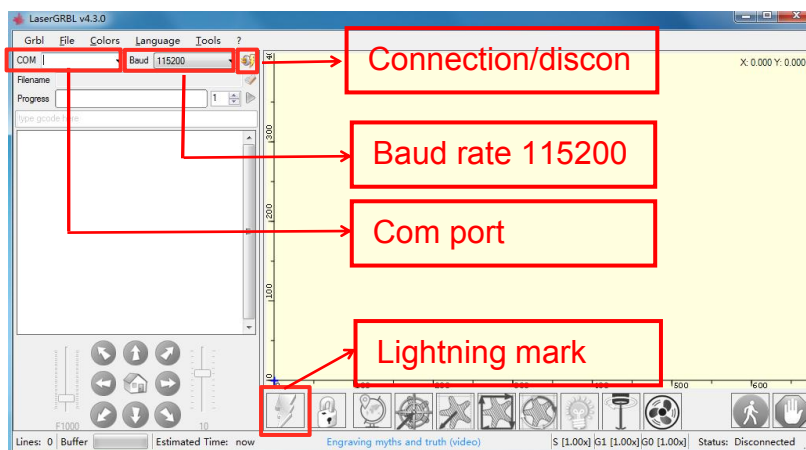 LaserGRBL v4.3.0
Grbl File Colors Language Tools ?
COM Baud 115200
Connection/discon
X: 0.000 Y: 0.000
Filename
Progress 1
type gcode here
Baud rate 115200
Com port
300
200
100
0
Lightning mark
500 600
F1000 10
Lines: 0 Buffer Estimated Time: now Engraving myths and truth (video) S [1.00x] G1 [1.00x] G0 [1.00x] Status: Disconnected